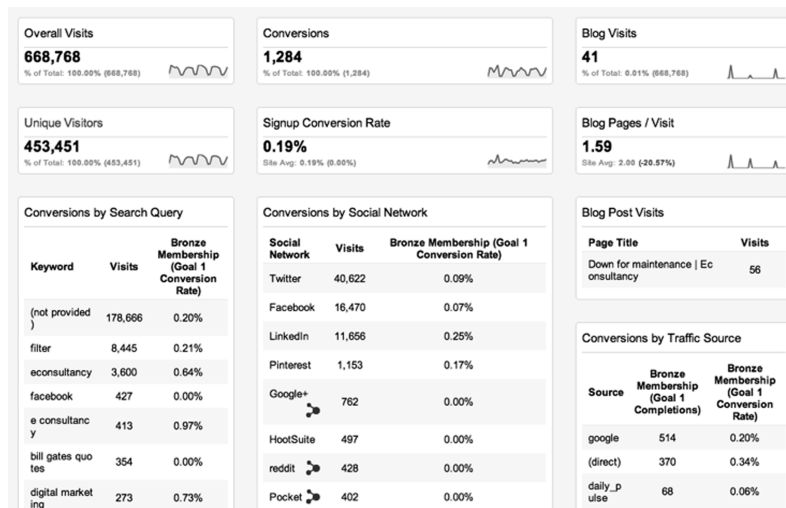 Overall Visits
668,768
% of Total: 100.00% (668,768)
Conversions
1,284
% of Total: 100.00% (1,284)
Blog Visits
41
% of Total: 0.01% (668,768)
Unique Visitors
453,451
% of Total: 100.00% (453,451)
Signup Conversion Rate
0.19%
Site Avg: 0.19% (0.00%)
Blog Pages / Visit
1.59
Site Avg: 2.00 (-20.57%)
Conversions by Search Query
Keyword Visits Bronze
Membership
(Goal 1
Conversion
Rate)
(not provided
) 178,666 0.20%
filter 8,445 0.21%
econsultancy 3,600 0.64%
facebook 427 0.00%
e consultanc
y 413 0.97%
bill gates quo
tes 354 0.00%
digital market
ing 273 0.73%
Conversions by Social Network
Social
Network Visits Bronze Membership (Goal 1
Conversion Rate)
Twitter 40,622 0.09%
Facebook 16,470 0.07%
LinkedIn 11,656 0.25%
Pinterest 1,153 0.17%
Google+ 762 0.00%
HootSuite 497 0.00%
reddit 428 0.00%
Pocket 402 0.00%
Blog Post Visits
Page Title Visits
Down for maintenance | Ec
onsultancy 56
Conversions by Traffic Source
Source Bronze
Membership
(Goal 1
Completions) Bronze
Membership
(Goal 1
Conversion
Rate)
google 514 0.20%
(direct) 370 0.34%
daily_p
ulse 68 0.06%